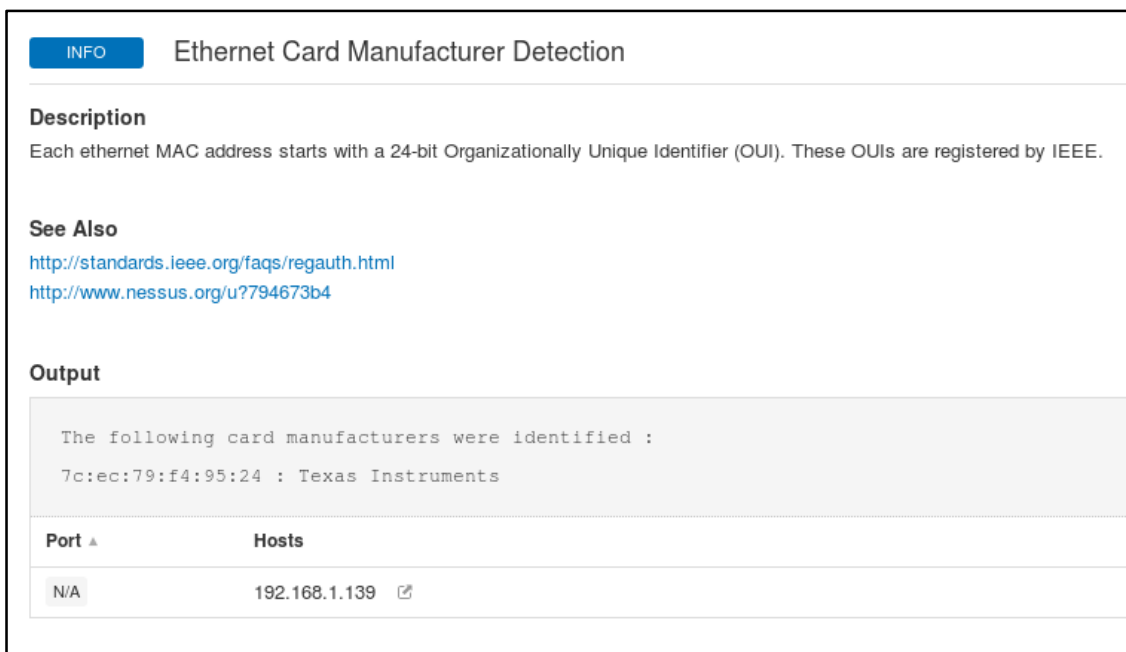 INFO Ethernet Card Manufacturer Detection
Description
Each ethernet MAC address starts with a 24-bit Organizationally Unique Identifier (OUI). These OUIs are registered by IEEE.
See Also
http://standards.ieee.org/faqs/regauth.html
http://www.nessus.org/u?794673b4
Output
The following card manufacturers were identified :
7c:ec:79:f4:95:24 : Texas Instruments
Port Hosts
N/A 192.168.1.139